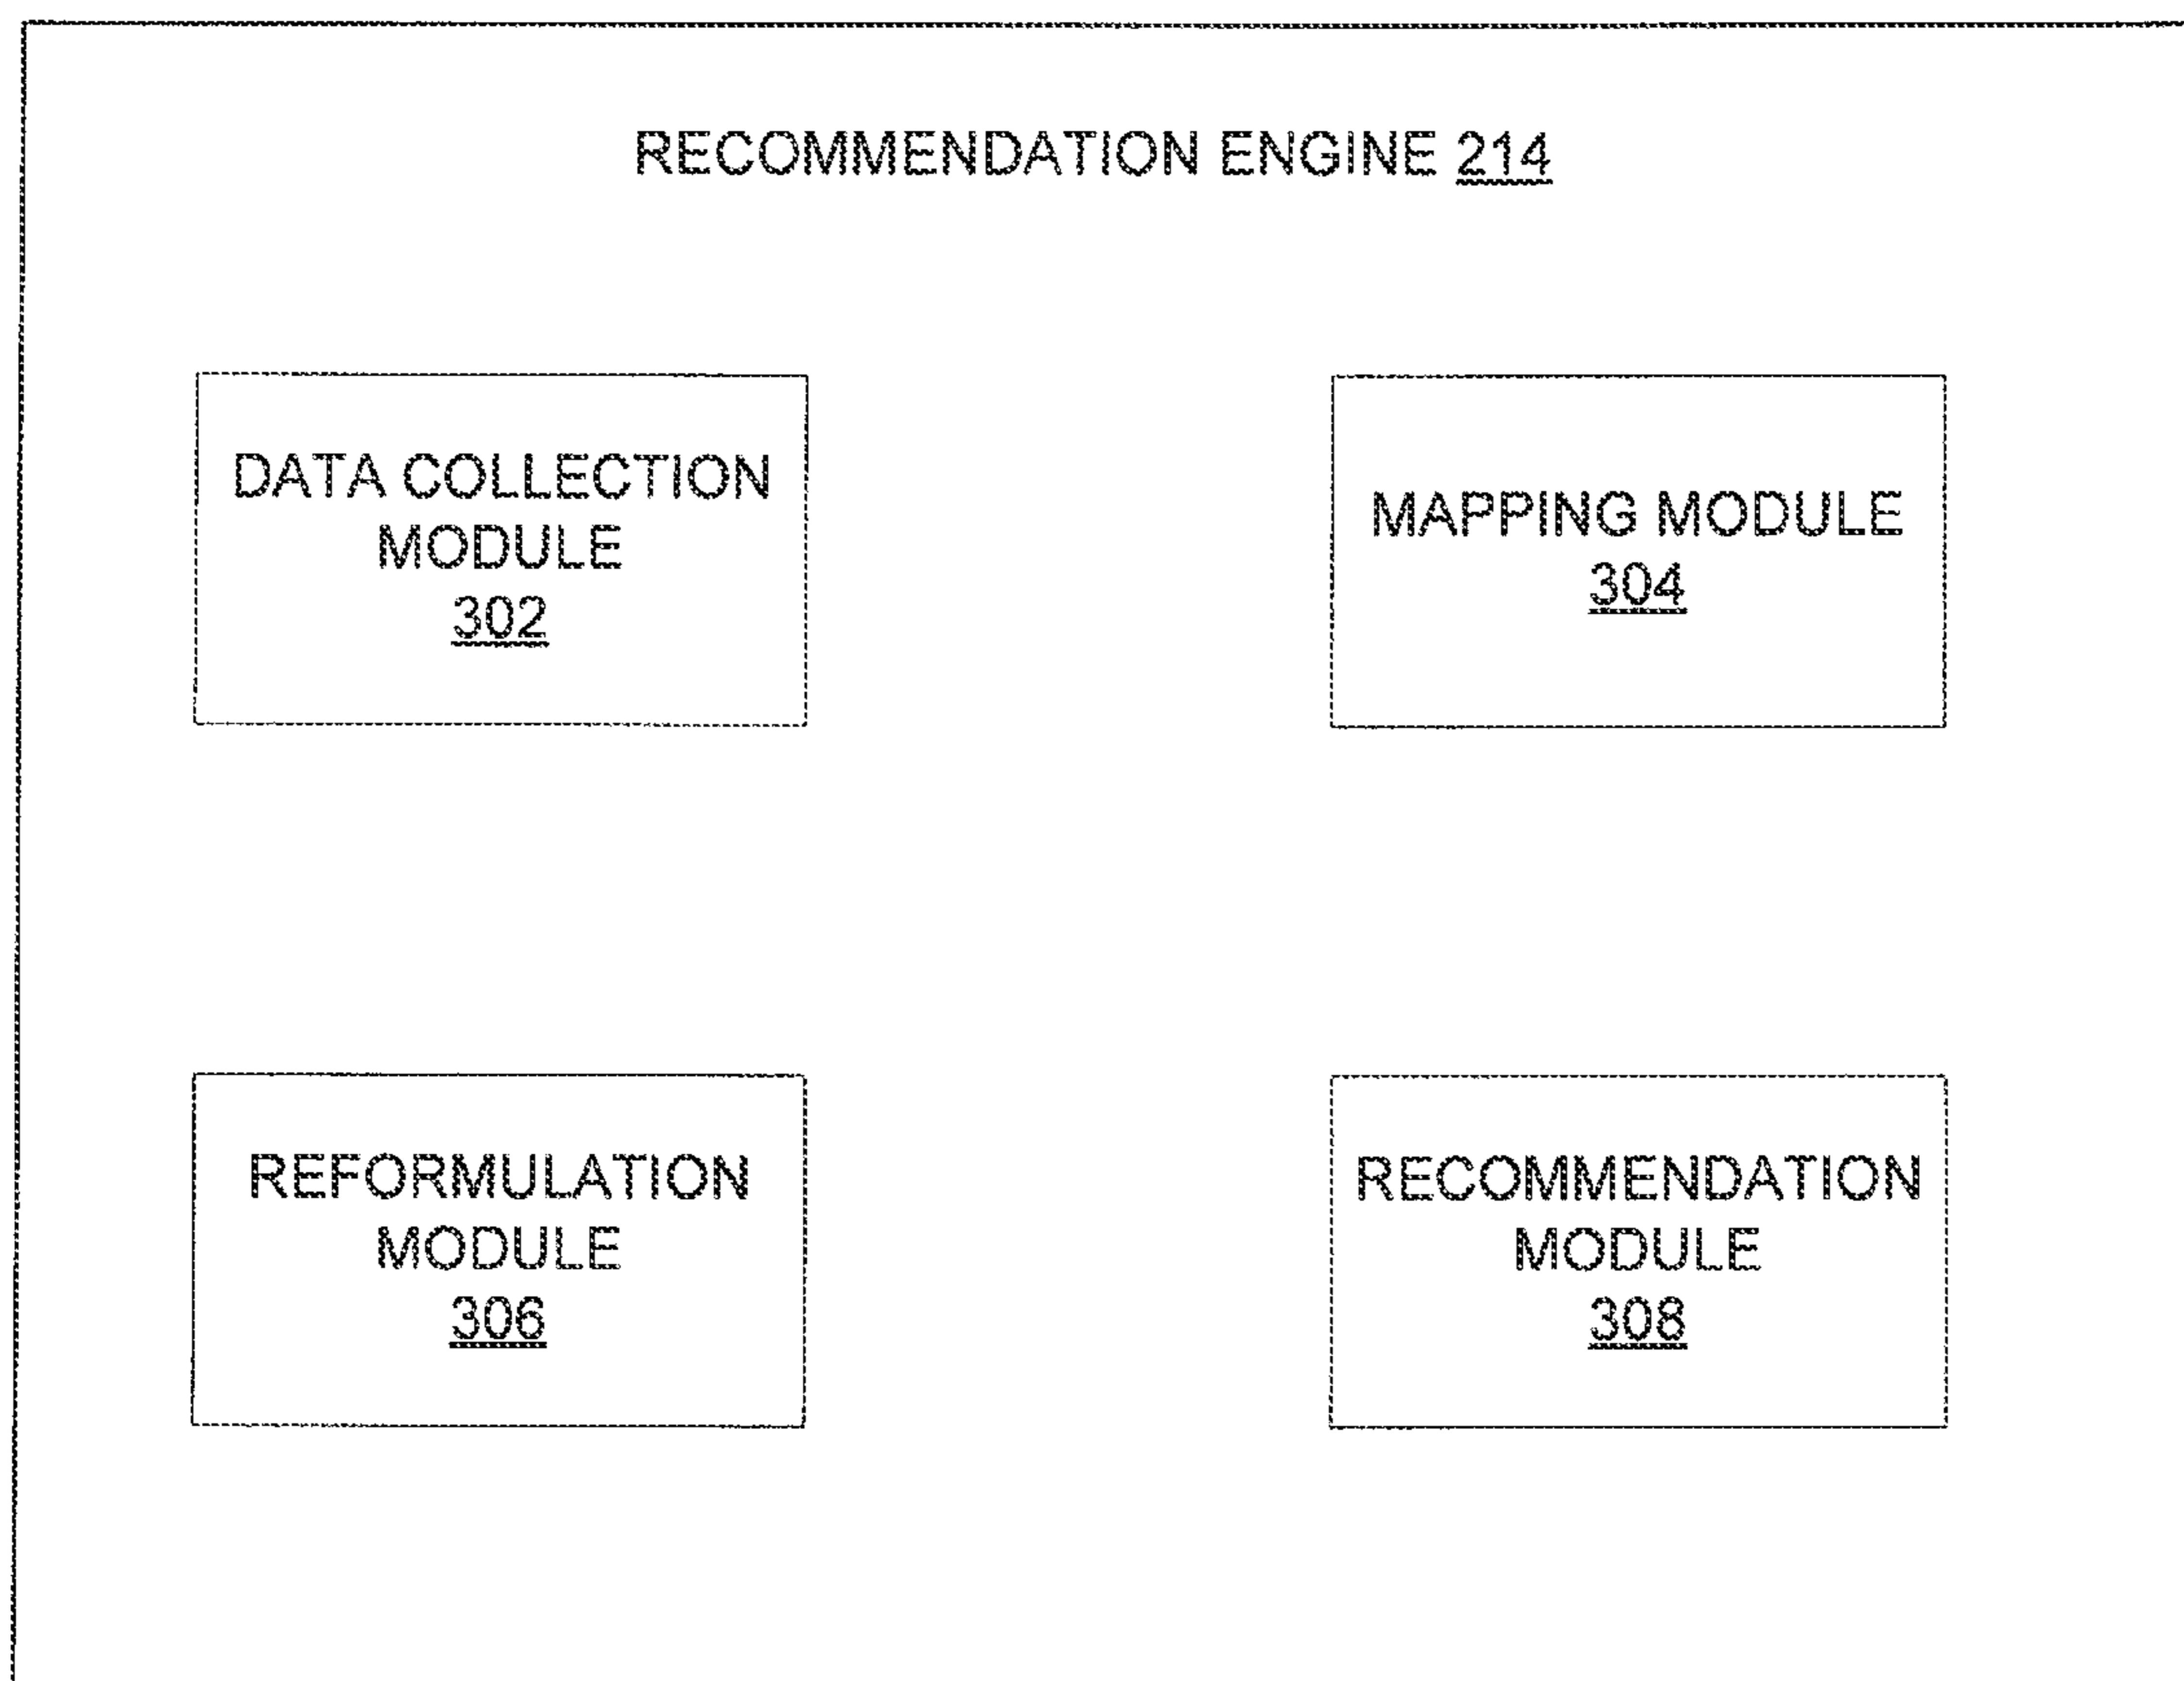 RECOMMENDATION ENGINE 214
DATA COLLECTION
MODULE
302
MAPPING MODULE
304
REFORMULATION
MODULE
306
RECOMMENDATION
MODULE
308